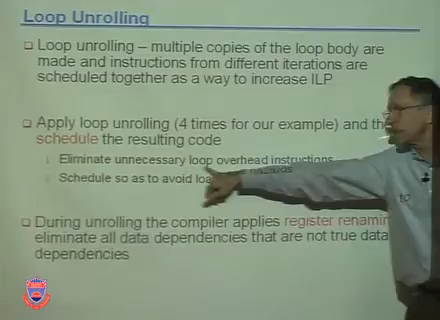 Loop Unrolling
Loop unrolling – multiple copies of the loop body are
made and instructions from different iterations are
scheduled together as a way to increase ILP
Apply loop unrolling (4 times for our example) and
schedule the resulting code
Eliminate unnecessary loop overhead instructions
Schedule so as to avoid hazards
During unrolling the compiler applies register
eliminate all data dependencies that are not true data
dependencies